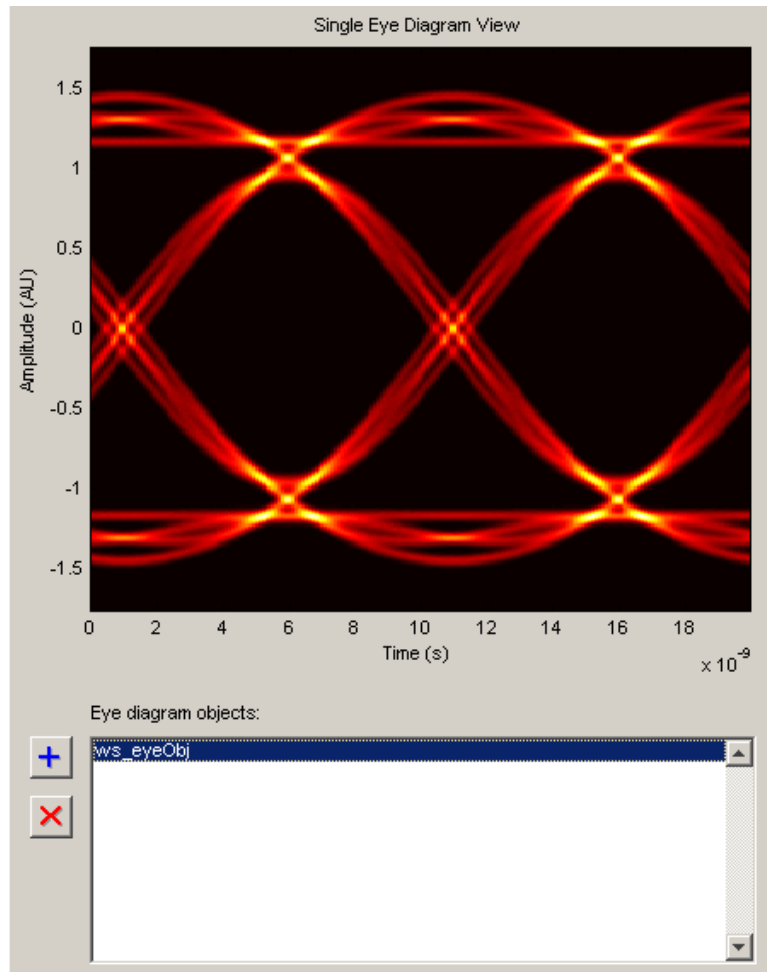 Single Eye Diagram View
1.5
1
0.5
0
-0.5
-1
-1.5
Amplitude (AU)
0 2 4 6 8 10 12 14 16 18
Time (s)
x 10^-9
Eye diagram objects:
ws_eyeObj